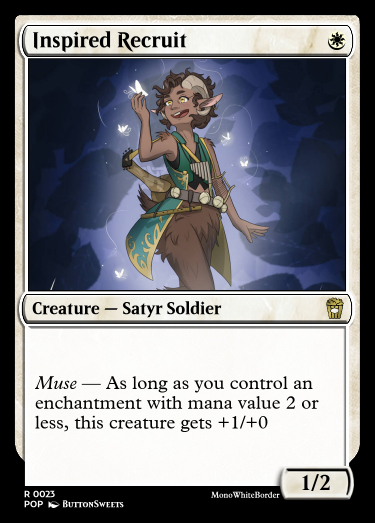 Inspired Recruit
Creature — Satyr Soldier
Muse — As long as you control an
enchantment with mana value 2 or
less, this creature gets +1/+0
1/2
R 0023
POP ButtonSweets
MonoWhiteBorder